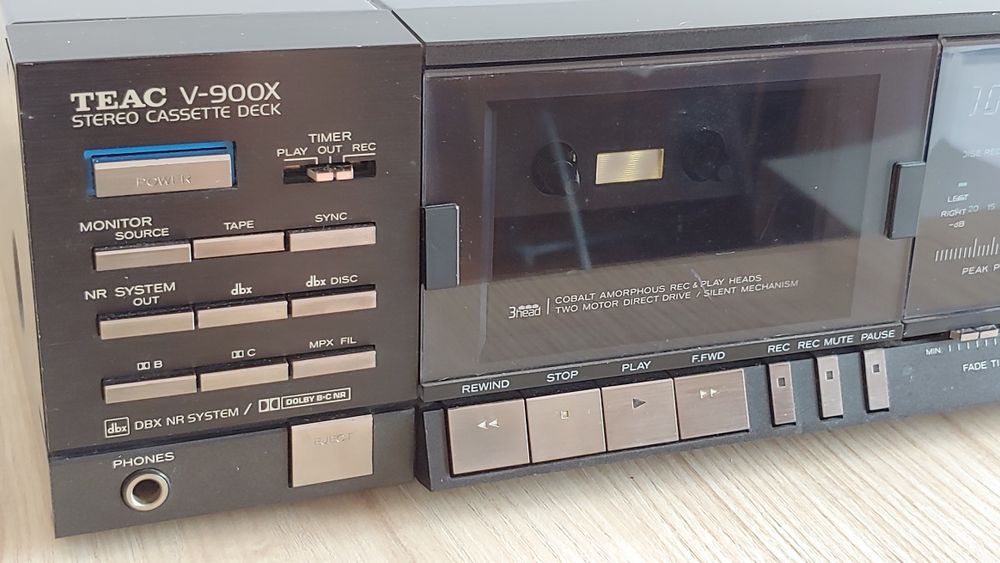 TEAC V-900X
STEREO CASSETTE DECK
POWER
TIMER
PLAY OUT REC
MONITOR
SOURCE TAPE SYNC
NR SYSTEM
OUT dbx dbx DISC
B C MPX FIL
dbx DBX NR SYSTEM / DOLBY B-C NR
PHONES
EJECT
3head
COBALT AMORPHOUS REC & PLAY HEADS
TWO MOTOR DIRECT DRIVE / SILENT MECHANISM
REWIND STOP PLAY F.FWD REC REC MUTE PAUSE
LEFT
RIGHT 20 15
-dB
PEAK P
MIN.
FADE TI